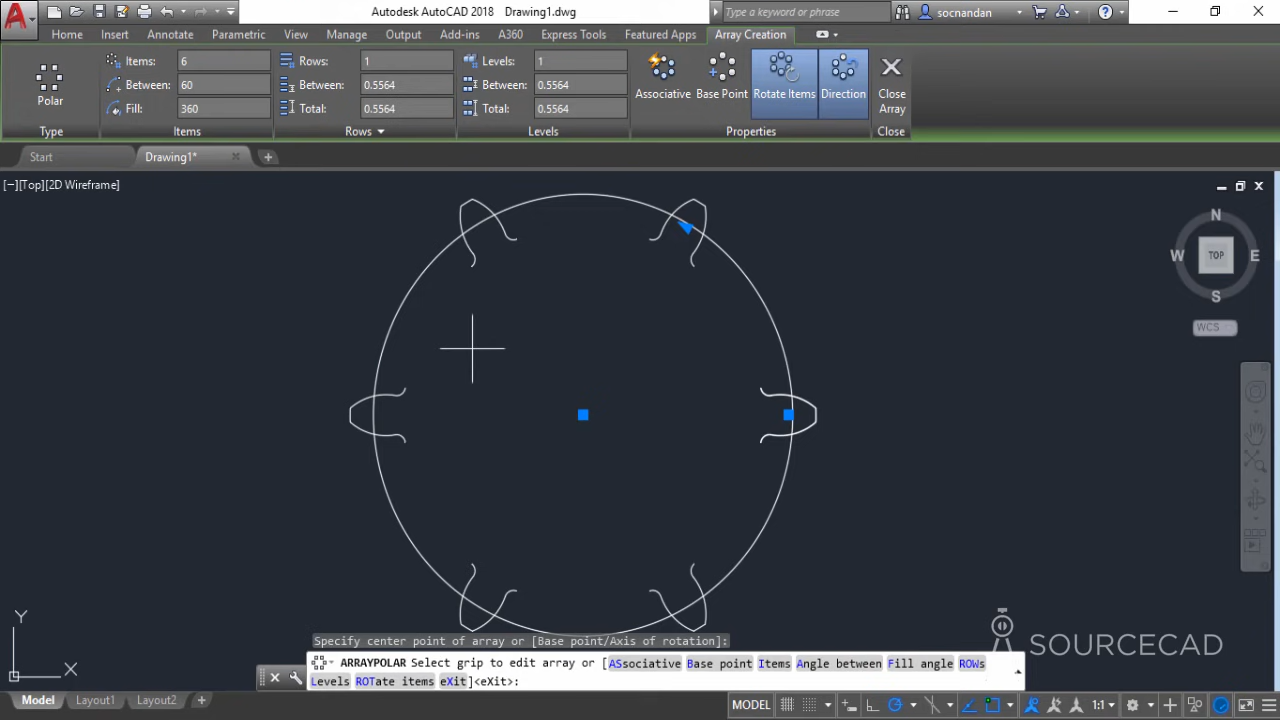 Autodesk AutoCAD 2018 Drawing1.dwg
Type a keyword or phrase
socnandan
Home Insert Annotate Parametric View Manage Output Add-ins A360 Express Tools Featured Apps Array Creation
Polar
Type
Items: 6
Between: 60
Fill: 360
Items
Rows: 1
Between: 0.5564
Total: 0.5564
Rows
Levels: 1
Between: 0.5564
Total: 0.5564
Levels
Associative Base Point Rotate Items Direction
Properties
Close Array
Close
Start Drawing1*
[−][Top][2D Wireframe]
N
W TOP E
S
WCS
Y
X
SOURCECAD
Specify center point of array or [Base point/Axis of rotation]:
ARRAYPOLAR Select grip to edit array or [ASsociative Base point Items Angle between Fill angle ROWs
Levels ROTate items eXit]<eXit>:
Model Layout1 Layout2 +
MODEL 1:1